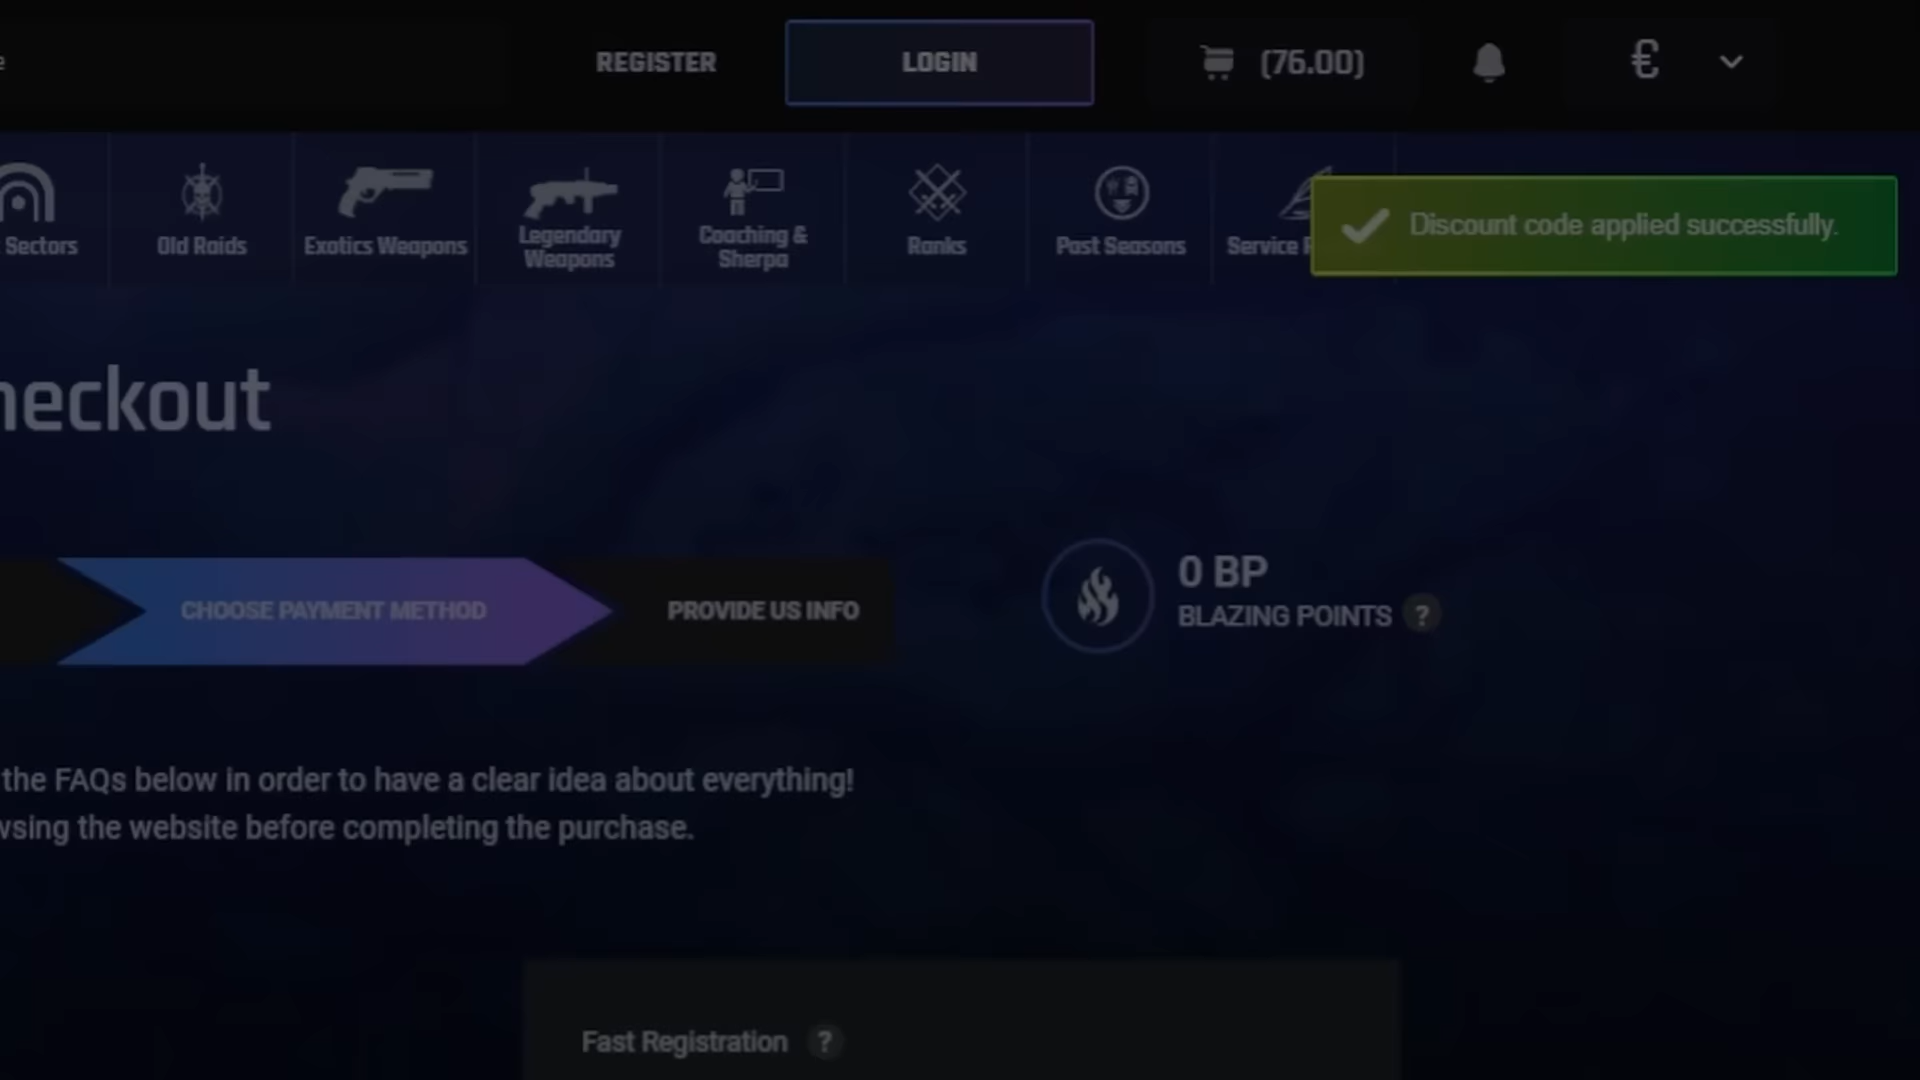 REGISTER
LOGIN
(76.00)
€
Sectors
Old Raids
Exotics Weapons
Legendary
Weapons
Coaching &
Sherpa
Ranks
Past Seasons
Service
Discount code applied successfully.
heckout
CHOOSE PAYMENT METHOD
PROVIDE US INFO
0 BP
BLAZING POINTS ?
the FAQs below in order to have a clear idea about everything!
wsing the website before completing the purchase.
Fast Registration ?